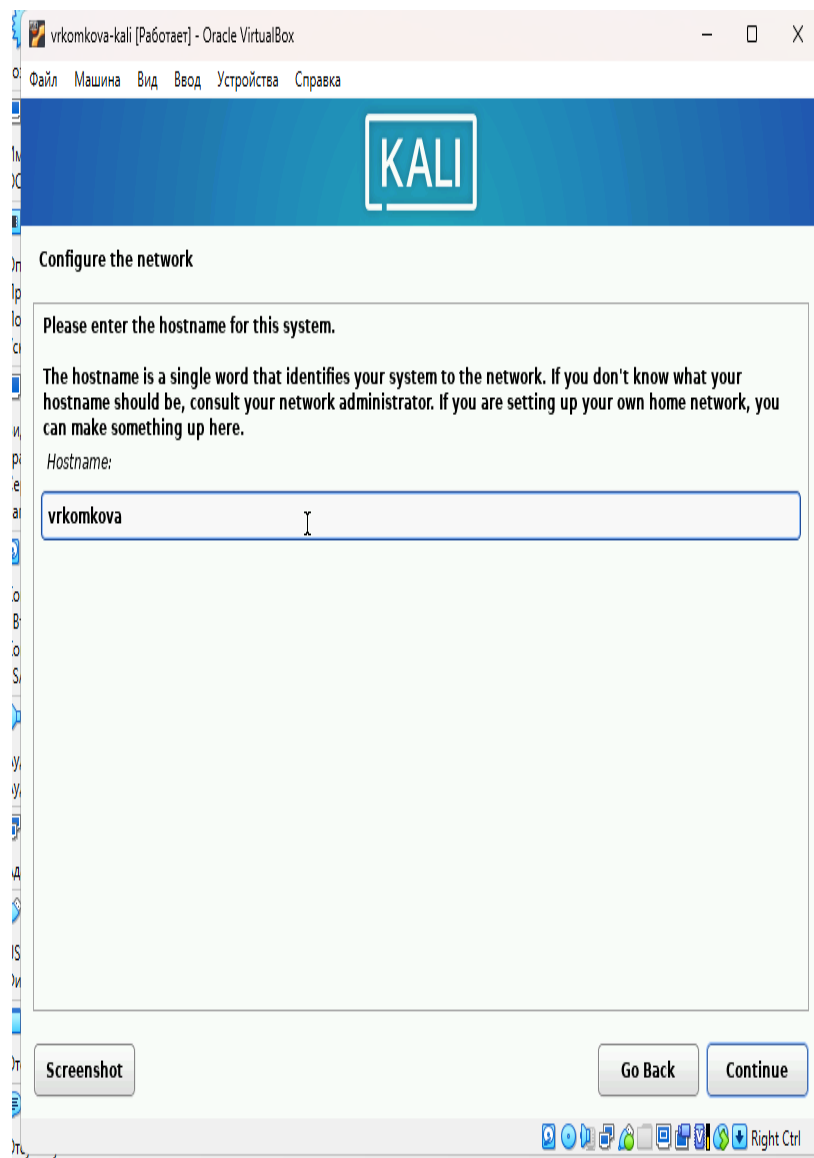 vrkomkova-kali [Работает] - Oracle VirtualBox
Файл Машина Вид Ввод Устройства Справка
KALI
Configure the network
Please enter the hostname for this system.
The hostname is a single word that identifies your system to the network. If you don't know what your
hostname should be, consult your network administrator. If you are setting up your own home network, you
can make something up here.
Hostname:
vrkomkova
Screenshot
Go Back
Continue
Right Ctrl